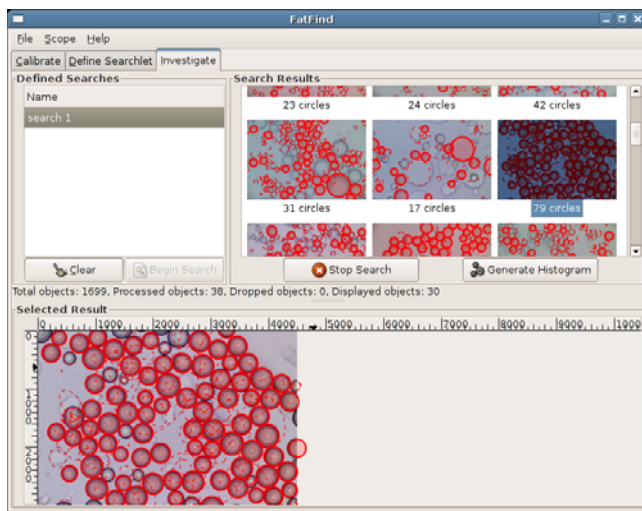 FatFind
File Scope Help
Calibrate Define Searchlet Investigate
Defined Searches
Name
search 1
Clear Begin Search
Search Results
23 circles 24 circles 42 circles
31 circles 17 circles 79 circles
Stop Search Generate Histogram
Total objects: 1699, Processed objects: 38, Dropped objects: 0, Displayed objects: 30
Selected Result
0 1000 2000 3000 4000 5000 6000 7000 8000 9000 1000
0
1000
2000